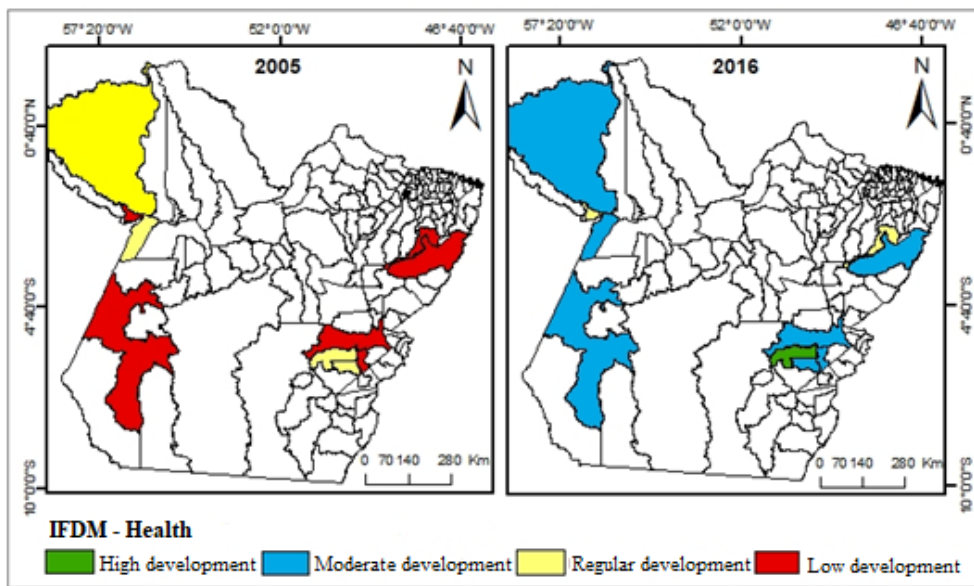 57°20'0"W 52°0'0"W 46°40'0"W 57°20'0"W 52°0'0"W 46°40'0"W
2005 N 2016 N
0°40'0"N 0°40'0"N
4°40'0"S 4°40'0"S
0 70 140 280 Km 0 70 140 280 Km
10°0'0"S 10°0'0"S
IFDM - Health
High development Moderate development Regular development Low development